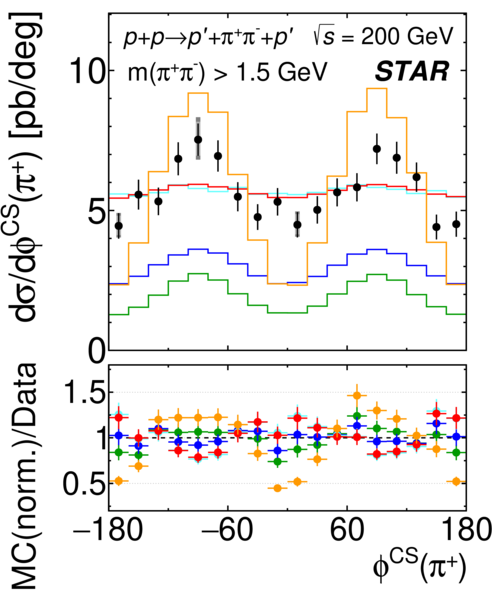 p+p→p′+π⁺π⁻+p′ √s = 200 GeV
m(π⁺π⁻) > 1.5 GeV STAR
dσ/dϕ^CS(π⁺) [pb/deg]
10
5
0
MC(norm.)/Data
1.5
1
0.5
−180 −60 60 180
ϕ^CS(π⁺)